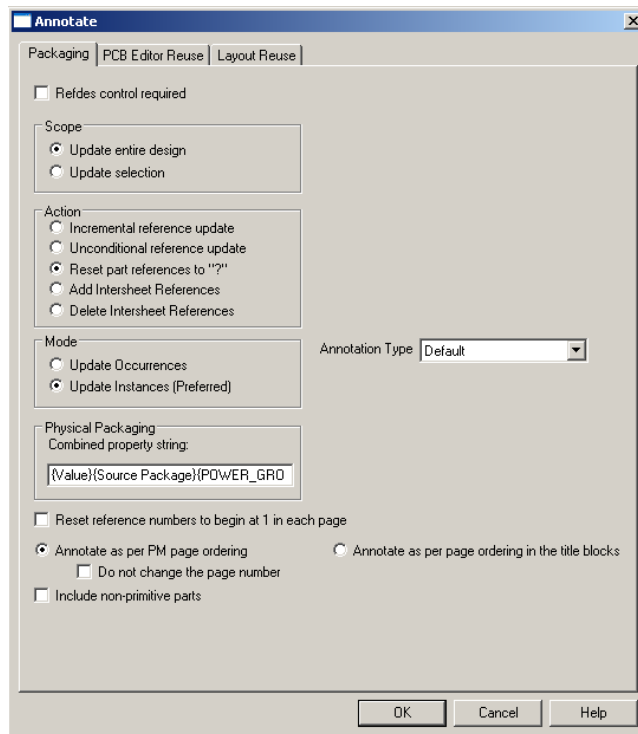 Annotate
Packaging
PCB Editor Reuse
Layout Reuse
Refdes control required
Scope
Update entire design
Update selection
Action
Incremental reference update
Unconditional reference update
Reset part references to "?"
Add Intersheet References
Delete Intersheet References
Mode
Update Occurrences
Update Instances (Preferred)
Annotation Type
Default
Physical Packaging
Combined property string:
{Value}{Source Package}{POWER_GRO
Reset reference numbers to begin at 1 in each page
Annotate as per PM page ordering
Annotate as per page ordering in the title blocks
Do not change the page number
Include non-primitive parts
OK
Cancel
Help